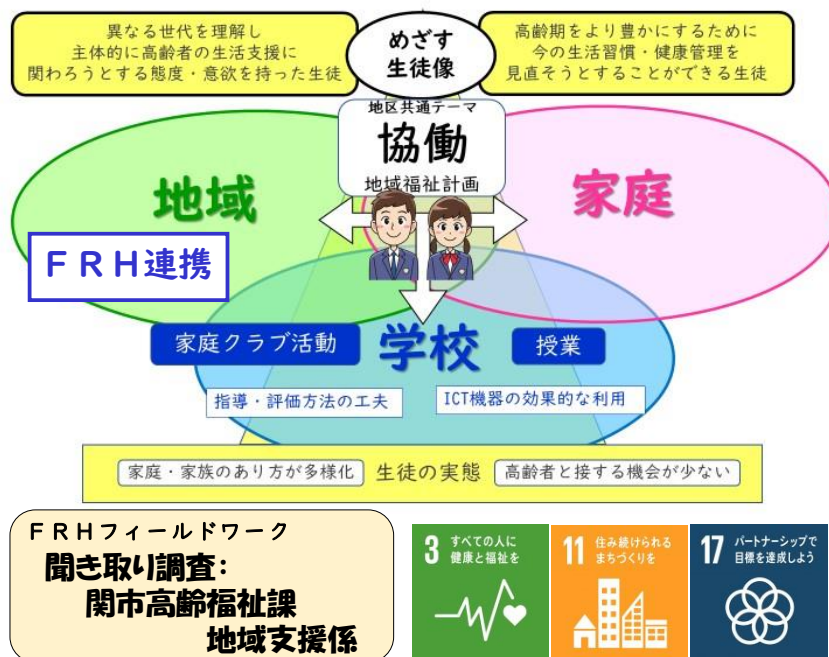 異なる世代を理解し
主体的に高齢者の生活支援に
関わろうとする態度・意欲を持った生徒
めざす
生徒像
高齢期をより豊かにするために
今の生活習慣・健康管理を
見直そうとすることができる生徒
地区共通テーマ
協働
地域福祉計画
地域
家庭
ＦＲＨ連携
家庭クラブ活動
学校
授業
指導・評価方法の工夫
ICT機器の効果的な利用
家庭・家族のあり方が多様化
生徒の実態
高齢者と接する機会が少ない
ＦＲＨフィールドワーク
聞き取り調査：
関市高齢福祉課
地域支援係
3 すべての人に
健康と福祉を
11 住み続けられる
まちづくりを
17 パートナーシップで
目標を達成しよう